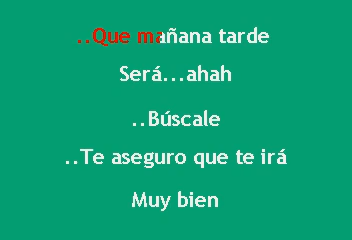 ..Que mañana tarde
Será...ahah
..Búscale
..Te aseguro que te irá
Muy bien